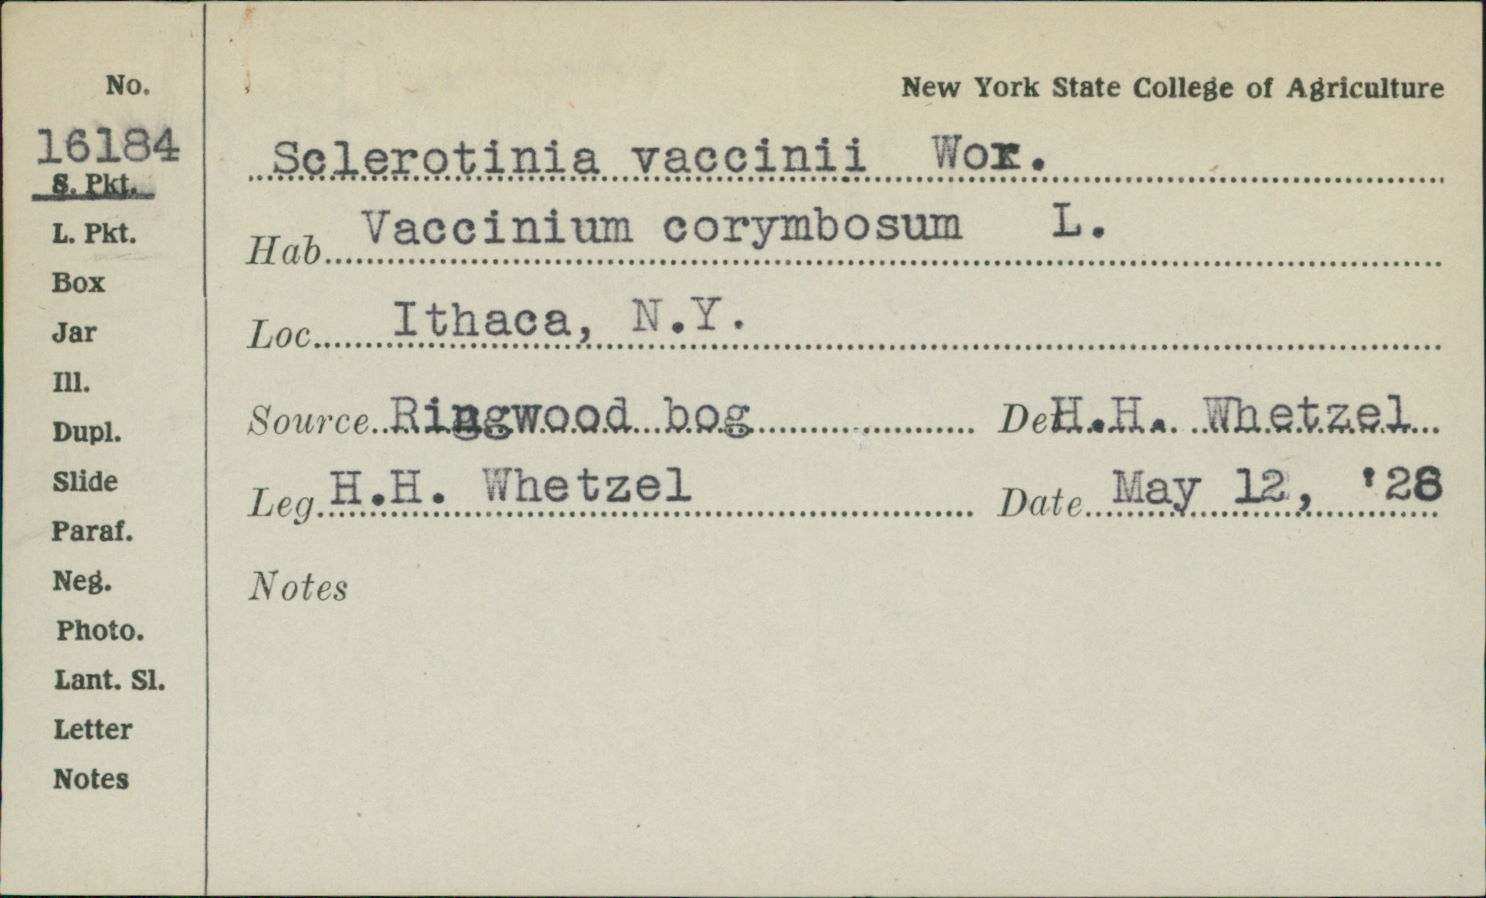 No.
New York State College of Agriculture
16184
Sclerotinia vaccinii Wor.
S. Pkt.
L. Pkt.
Hab Vaccinium corymbosum L.
Box
Jar
Loc Ithaca, N.Y.
Ill.
Dupl.
Source Ringwood bog Det H.H. Whetzel
Slide
Leg H.H. Whetzel Date May 12,
Paraf.
Neg.
Notes
Photo.
Lant. Sl.
Letter
Notes